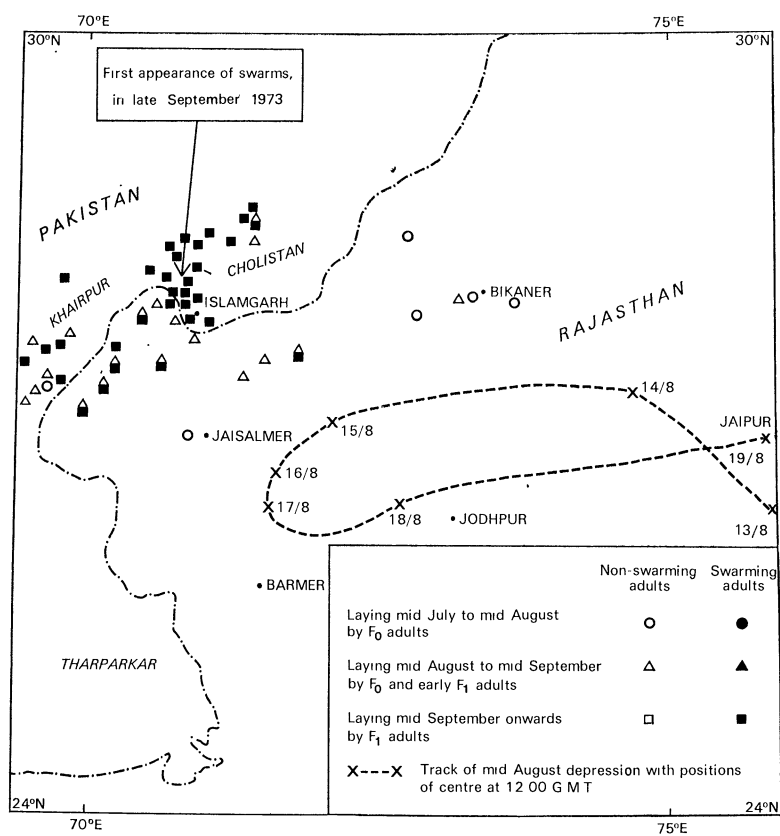 70°E 75°E
30°N 30°N
First appearance of swarms,
in late September 1973
PAKISTAN
CHOLISTAN
KHAIRPUR
ISLAMGARH
BIKANER
RAJASTHAN
14/8
15/8
JAIPUR
JAISALMER
19/8
16/8
17/8
18/8
JODHPUR
13/8
BARMER
THARPARKAR
Non-swarming Swarming
adults adults
Laying mid July to mid August
by F0 adults
Laying mid August to mid September
by F0 and early F1 adults
Laying mid September onwards
by F1 adults
X----X Track of mid August depression with positions
of centre at 12 00 G M T
24°N 24°N
70°E 75°E